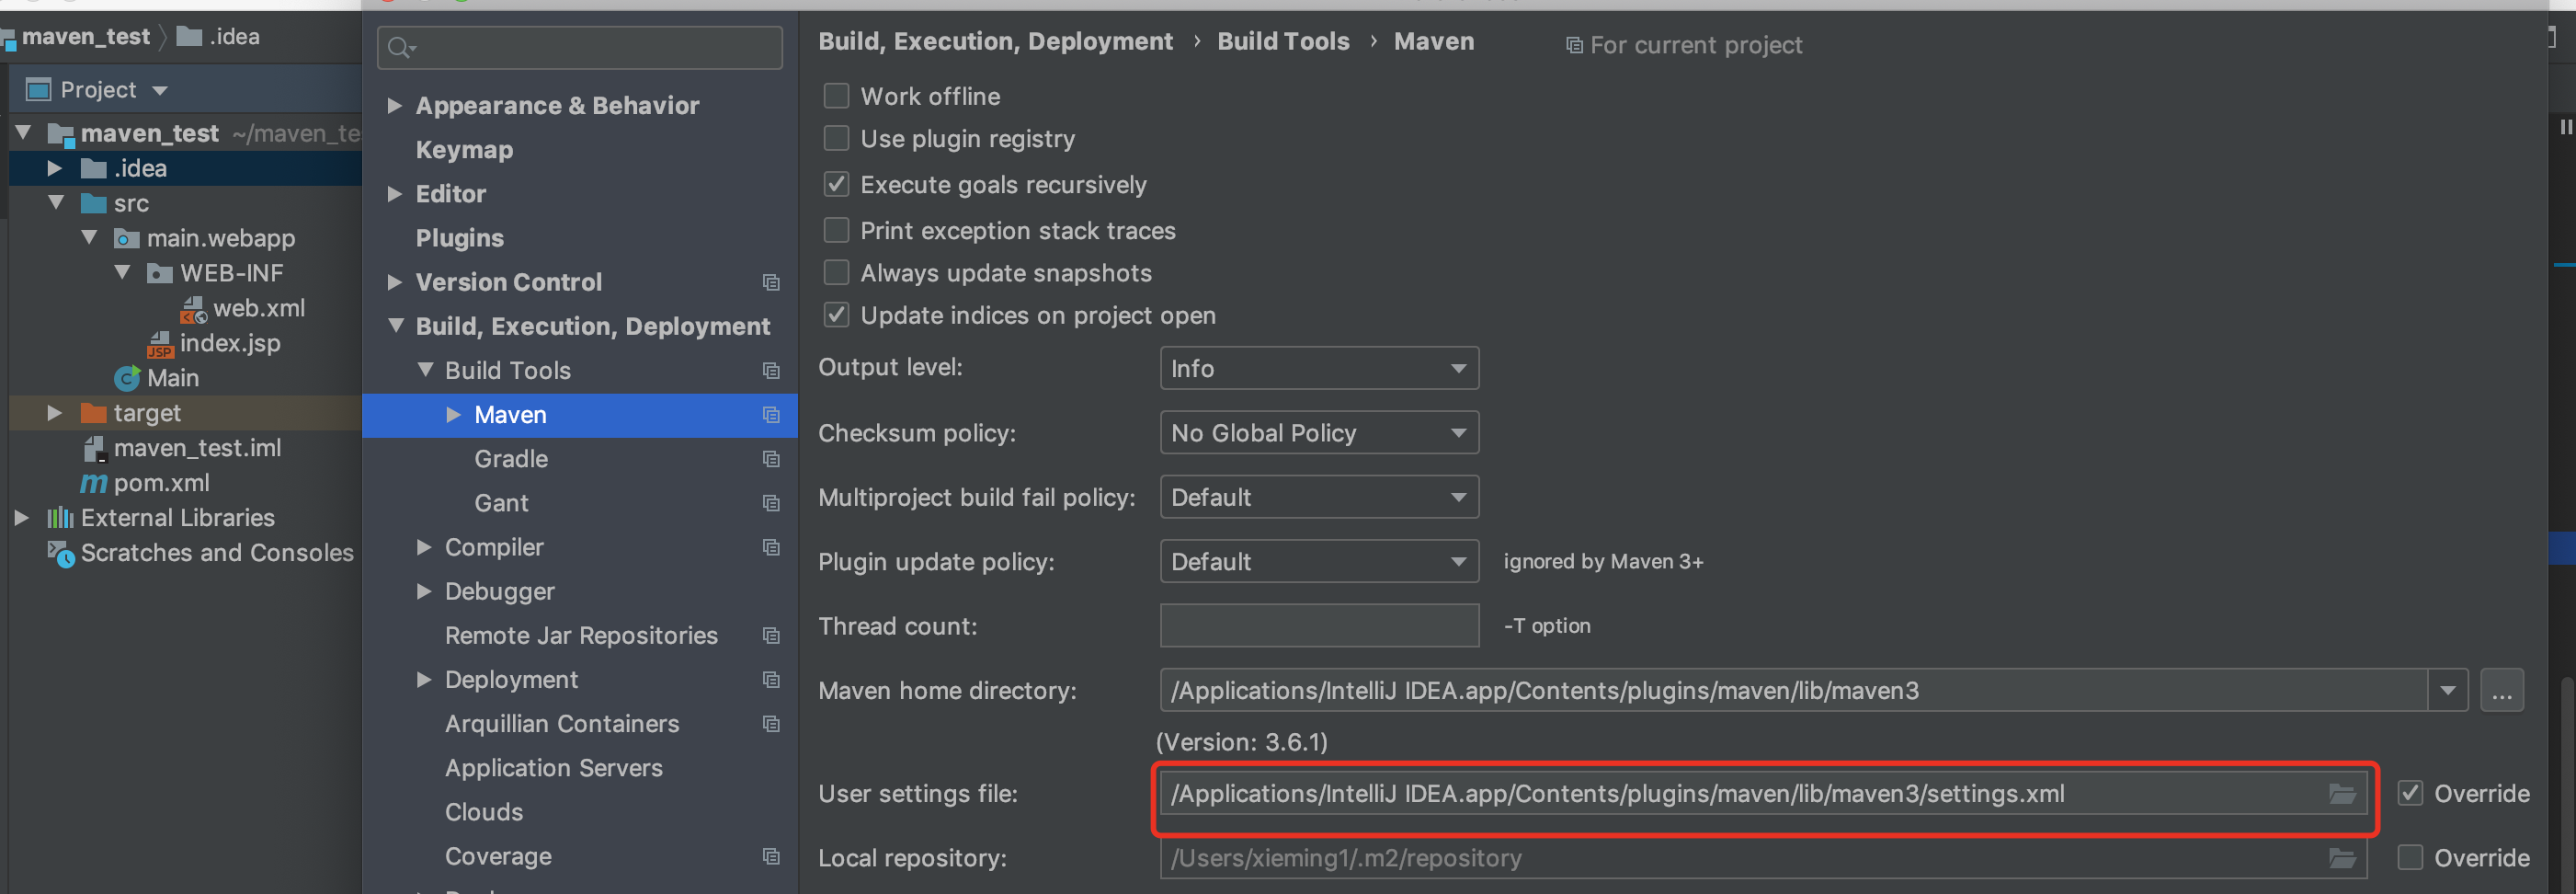 maven_test
.idea
Project
maven_test ~/maven_te
.idea
src
main.webapp
WEB-INF
web.xml
index.jsp
Main
target
maven_test.iml
pom.xml
External Libraries
Scratches and Consoles
Appearance & Behavior
Keymap
Editor
Plugins
Version Control
Build, Execution, Deployment
Build Tools
Maven
Gradle
Gant
Compiler
Debugger
Remote Jar Repositories
Deployment
Arquillian Containers
Application Servers
Clouds
Coverage
Build, Execution, Deployment › Build Tools › Maven For current project
Work offline
Use plugin registry
Execute goals recursively
Print exception stack traces
Always update snapshots
Update indices on project open
Output level: Info
Checksum policy: No Global Policy
Multiproject build fail policy: Default
Plugin update policy: Default ignored by Maven 3+
Thread count: -T option
Maven home directory: /Applications/IntelliJ IDEA.app/Contents/plugins/maven/lib/maven3 ...
(Version: 3.6.1)
User settings file: /Applications/IntelliJ IDEA.app/Contents/plugins/maven/lib/maven3/settings.xml Override
Local repository: /Users/xieming1/.m2/repository Override